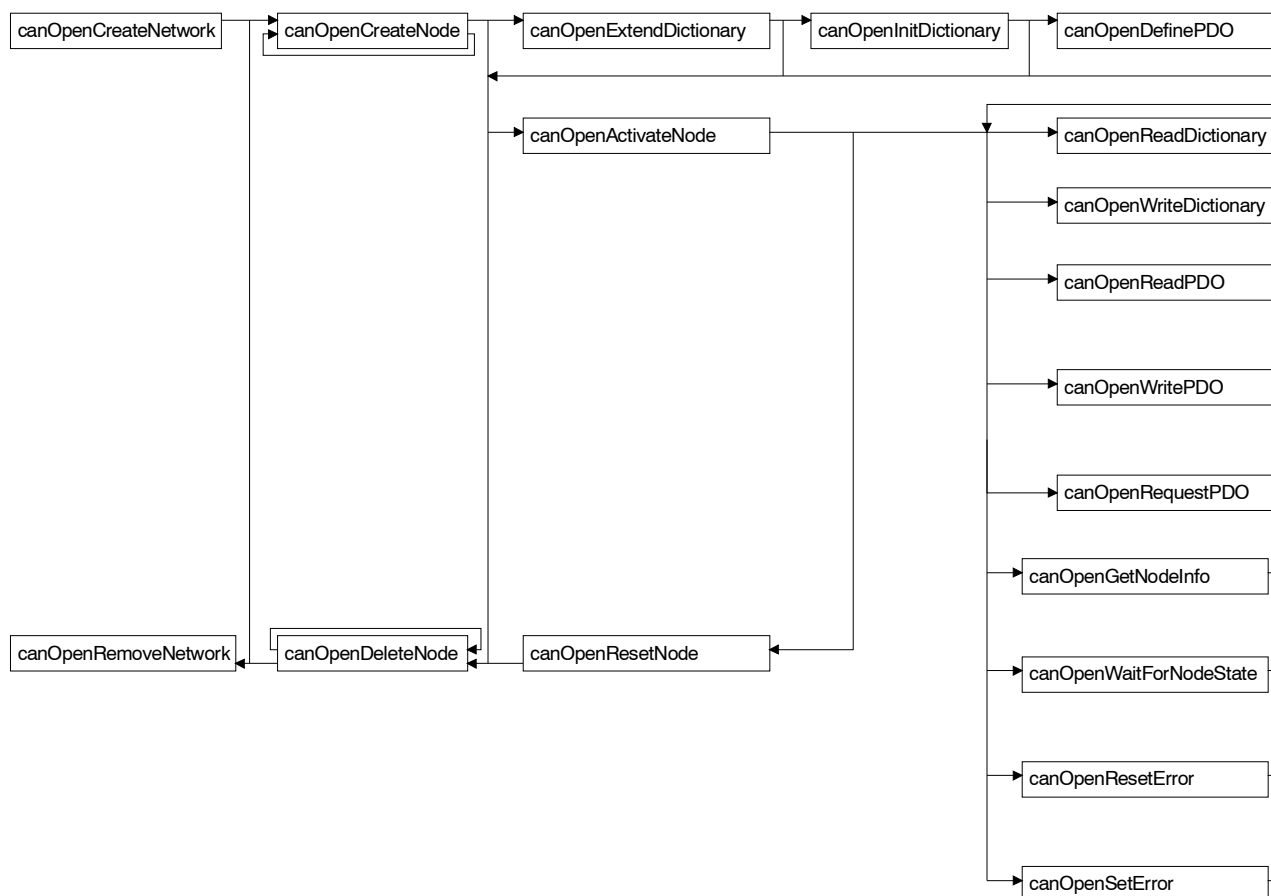 canOpenCreateNetwork
canOpenCreateNode
canOpenExtendDictionary
canOpenInitDictionary
canOpenDefinePDO
canOpenActivateNode
canOpenReadDictionary
canOpenWriteDictionary
canOpenReadPDO
canOpenWritePDO
canOpenRequestPDO
canOpenGetNodeInfo
canOpenRemoveNetwork
canOpenDeleteNode
canOpenResetNode
canOpenWaitForNodeState
canOpenResetError
canOpenSetError